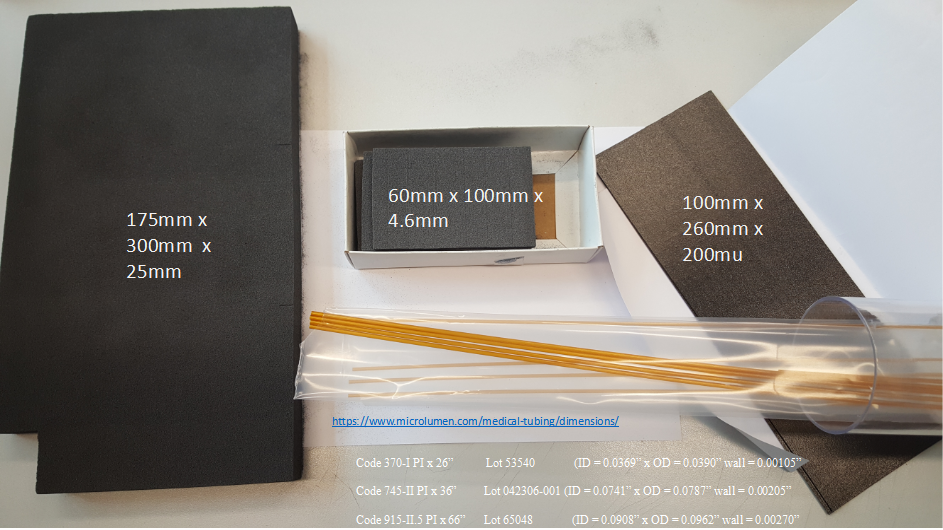 175mm x
300mm x
25mm
60mm x 100mm x
4.6mm
100mm x
260mm x
200mu
https://www.microlumen.com/medical-tubing/dimensions/
Code 370-I PI x 26” Lot 53540 (ID = 0.0369” x OD = 0.0390” wall = 0.00105”
Code 745-II PI x 36” Lot 042306-001 (ID = 0.0741” x OD = 0.0787” wall = 0.00205”
Code 915-II.5 PI x 66” Lot 65048 (ID = 0.0908” x OD = 0.0962” wall = 0.00270”